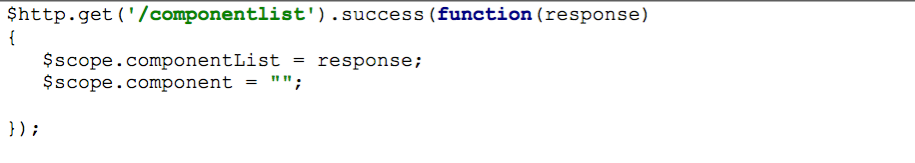 $http.get('/componentlist').success(function(response)
{
$scope.componentList = response;
$scope.component = "";
});